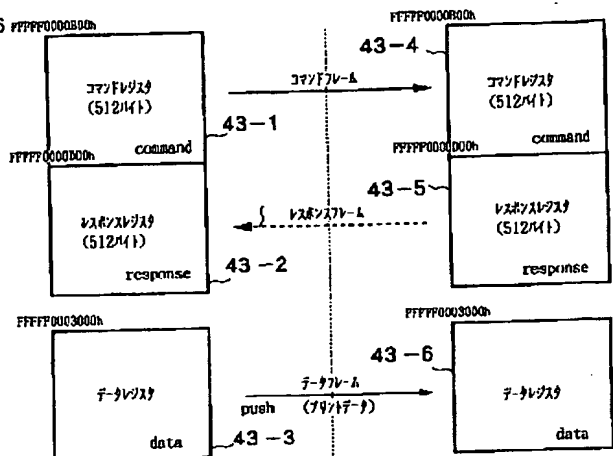 6 FFFFF0000B00h
コマンドレジスタ
(512バイト)
command
43-1
FFFFF0000D00h
レスポンスレジスタ
(512バイト)
response
43-2
FFFFF0003000h
データレジスタ
data
43-3
コマンドフレーム
レスポンスフレーム
データフレーム
push
(プリントデータ)
FFFFF0000B00h
43-4
コマンドレジスタ
(512バイト)
command
FFFFF0000D00h
43-5
レスポンスレジスタ
(512バイト)
response
FFFFF0003000h
43-6
データレジスタ
data